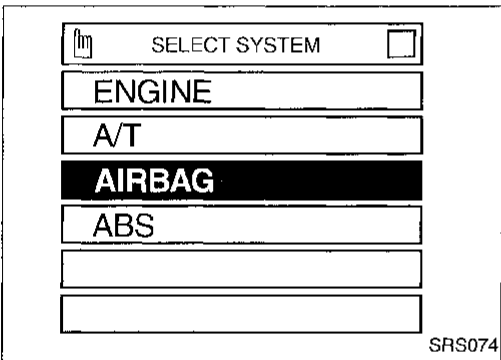 SELECT SYSTEM
ENGINE
A/T
AIRBAG
ABS
SRS074